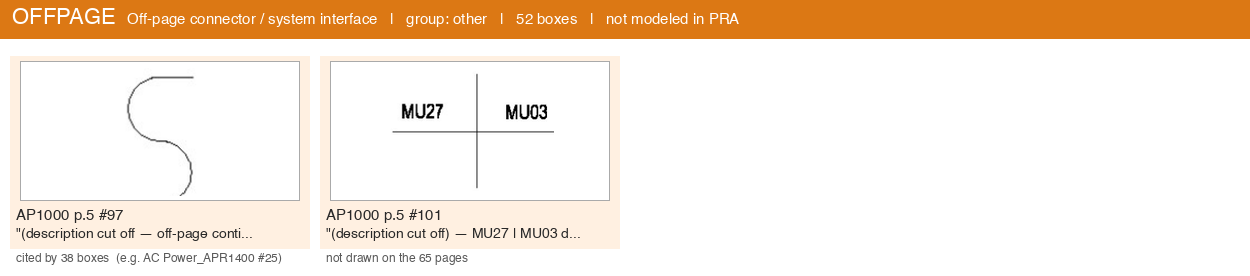 OFFPAGE Off-page connector / system interface | group: other | 52 boxes | not modeled in PRA
MU27 MU03
AP1000 p.5 #97
"(description cut off — off-page conti...
cited by 38 boxes (e.g. AC Power_APR1400 #25)
AP1000 p.5 #101
"(description cut off) — MU27 | MU03 d...
not drawn on the 65 pages